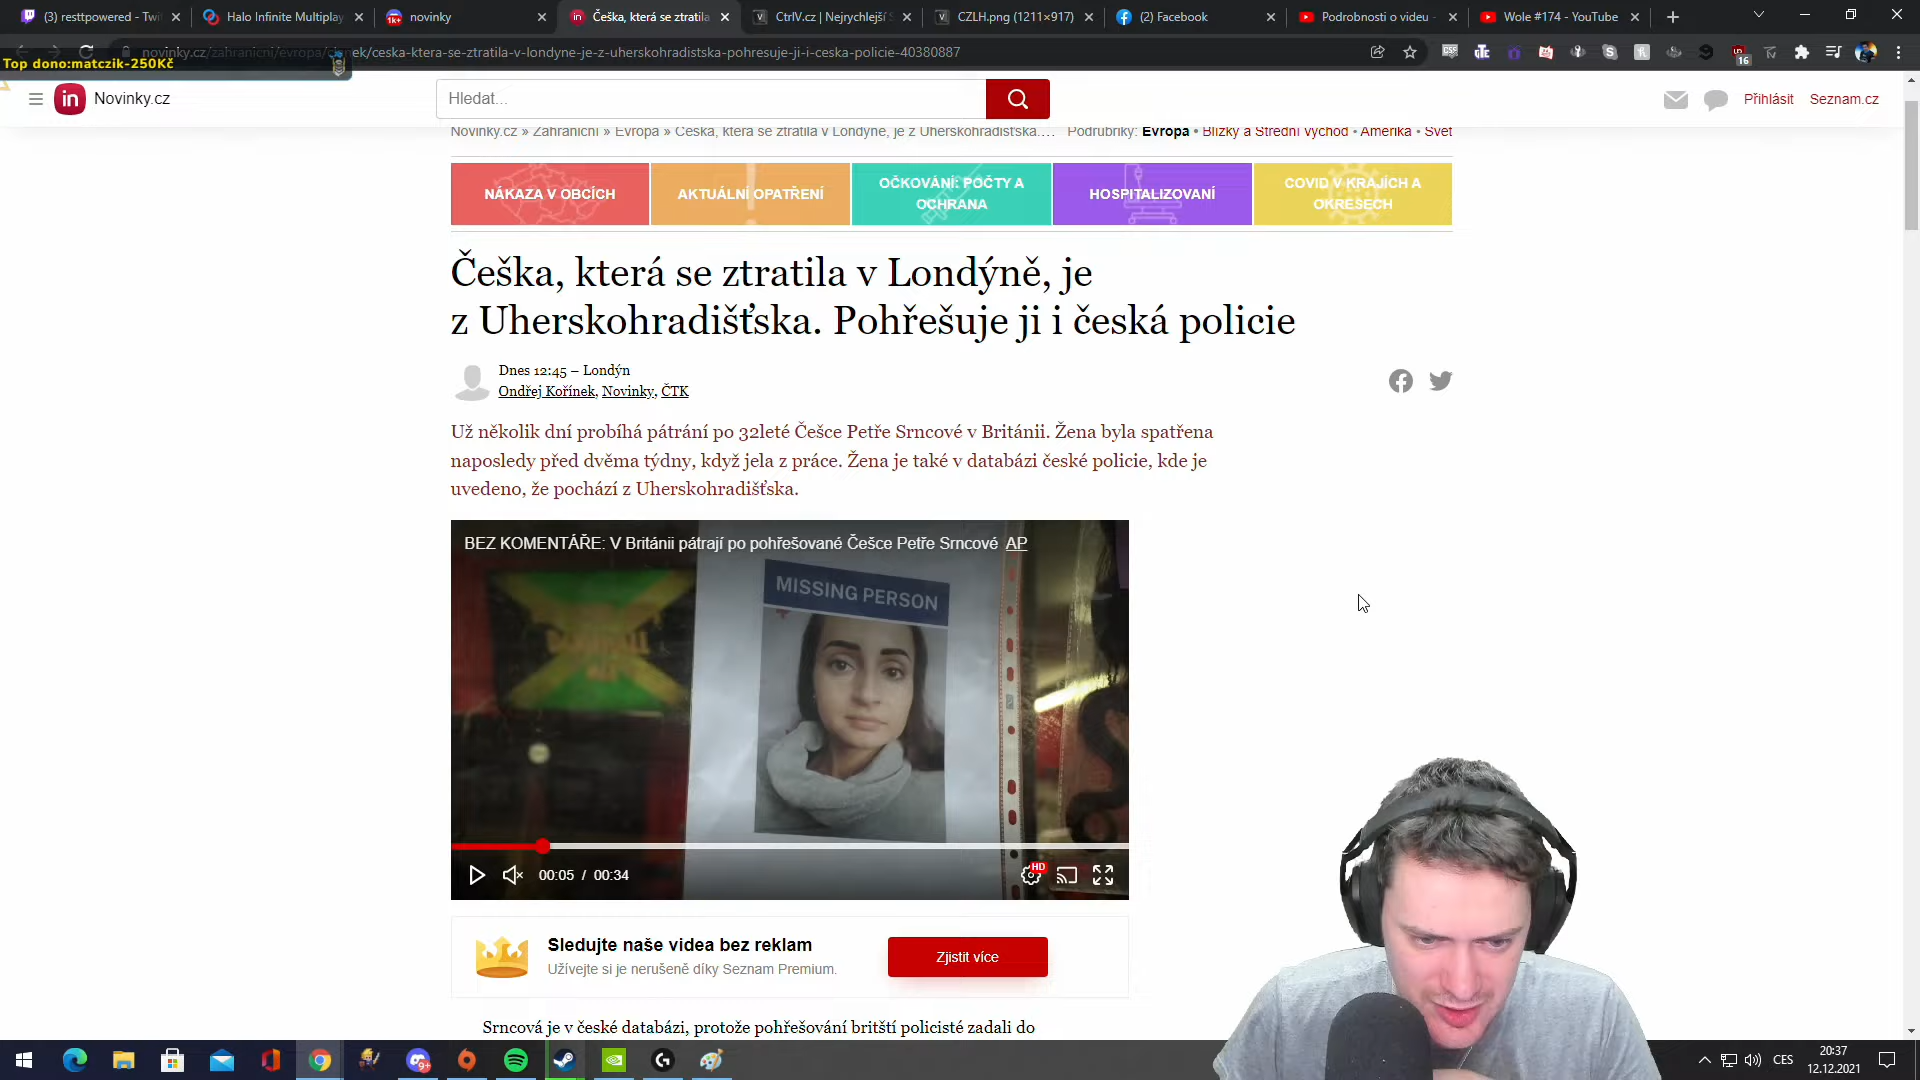 (3) resttpowered - Twi
Halo Infinite Multiplay
novinky
Češka, která se ztratila
CtrlV.cz | Nejrychlejší S
CZLH.png (1211×917)
(2) Facebook
Podrobnosti o videu -
Wole #174 - YouTube
novinky.cz/zahranicni/evropa/clanek/ceska-ktera-se-ztratila-v-londyne-je-z-uherskohradistska-pohresuje-ji-i-ceska-policie-40380887
Top dono:matczik-250Kč
16
in Novinky.cz
Hledat...
Přihlásit
Seznam.cz
Novinky.cz » Zahraniční » Evropa » Češka, která se ztratila v Londýně, je z Uherskohradišťska....
Podrubriky: Evropa • Blízký a Střední východ • Amerika • Svět
NÁKAZA V OBCÍCH
AKTUÁLNÍ OPATŘENÍ
OČKOVÁNÍ: POČTY A
OCHRANA
HOSPITALIZOVANÍ
COVID V KRAJÍCH A
OKRESECH
Češka, která se ztratila v Londýně, je
z Uherskohradišťska. Pohřešuje ji i česká policie
Dnes 12:45 – Londýn
Ondřej Kořínek, Novinky, ČTK
Už několik dní probíhá pátrání po 32leté Češce Petře Srncové v Británii. Žena byla spatřena
naposledy před dvěma týdny, když jela z práce. Žena je také v databázi české policie, kde je
uvedeno, že pochází z Uherskohradišťska.
BEZ KOMENTÁŘE: V Británii pátrají po pohřešované Češce Petře Srncové AP
MISSING PERSON
00:05 / 00:34
HD
Sledujte naše videa bez reklam
Užívejte si je nerušeně díky Seznam Premium.
Zjistit více
Srncová je v české databázi, protože pohřešování britští policisté zadali do
9+
CES
20:37
12.12.2021